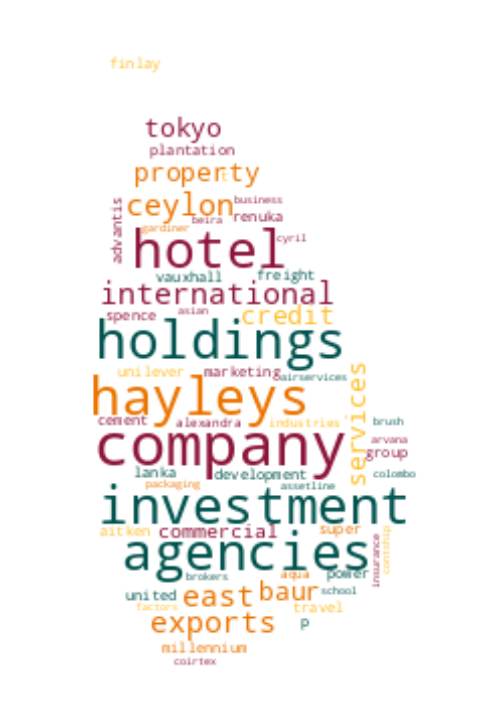 finlay
tokyo
plantation
property
t
ceylon
business
beira
renuka
advantis
gardiner
hotel
cyril
vauxhall
freight
international
spence
asian
credit
holdings
unilever
marketing
airservices
hayleys
services
cement
alexandra
industries
brush
company
arvana
group
lanka
development
colombo
packaging
assetline
investment
aitken
commercial
super
contship
insurance
agencies
brokers
aqua
power
united
east
baur
school
factors
travel
exports
p
millennium
coirtex